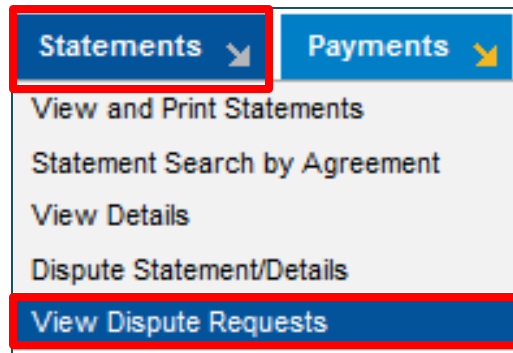 Statements Payments
View and Print Statements
Statement Search by Agreement
View Details
Dispute Statement/Details
View Dispute Requests